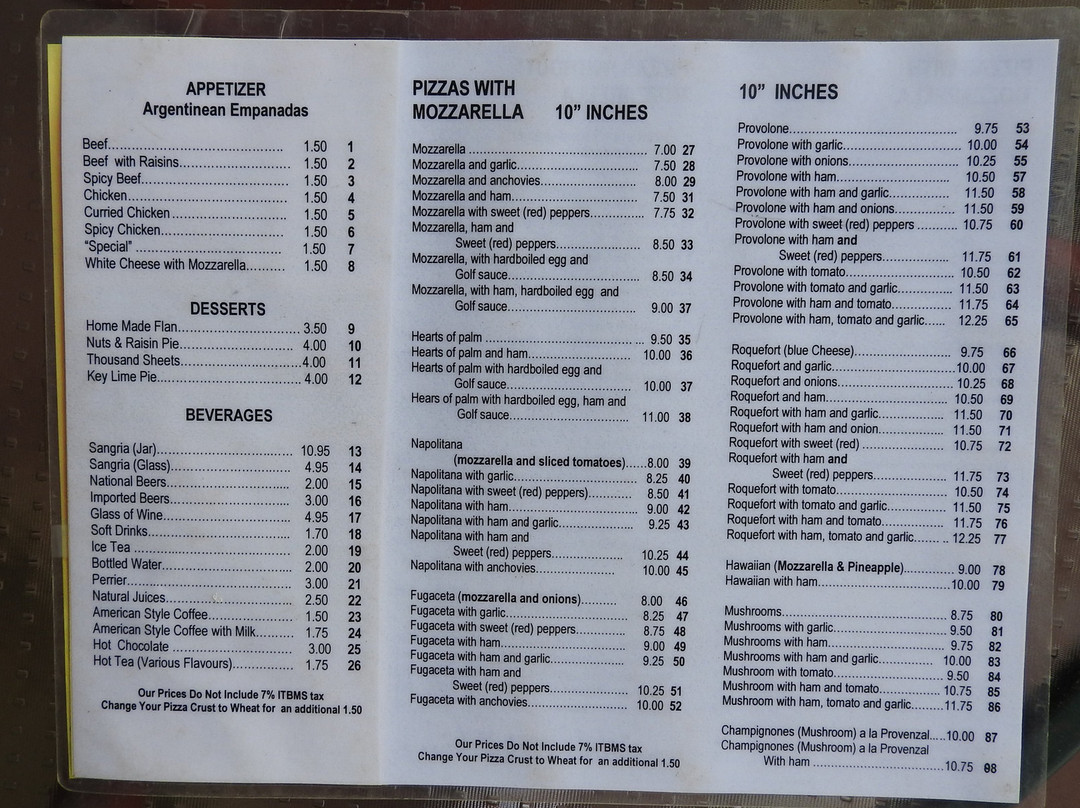 APPETIZER
Argentinean Empanadas
Beef............................................. 1.50 1
Beef with Raisins............................ 1.50 2
Spicy Beef...................................... 1.50 3
Chicken.......................................... 1.50 4
Curried Chicken.............................. 1.50 5
Spicy Chicken................................. 1.50 6
“Special” ........................................ 1.50 7
White Cheese with Mozzarella.......... 1.50 8
DESSERTS
Home Made Flan............................... 3.50 9
Nuts & Raisin Pie.............................. 4.00 10
Thousand Sheets.............................. 4.00 11
Key Lime Pie.................................... 4.00 12
BEVERAGES
Sangria (Jar).................................... 10.95 13
Sangria (Glass)................................ 4.95 14
National Beers................................. 2.00 15
Imported Beers................................ 3.00 16
Glass of Wine.................................. 4.95 17
Soft Drinks...................................... 1.70 18
Ice Tea ........................................... 2.00 19
Bottled Water.................................. 2.00 20
Perrier............................................ 3.00 21
Natural Juices................................. 2.50 22
American Style Coffee...................... 1.50 23
American Style Coffee with Milk......... 1.75 24
Hot Chocolate ................................ 3.00 25
Hot Tea (Various Flavours)............... 1.75 26
Our Prices Do Not Include 7% ITBMS tax
Change Your Pizza Crust to Wheat for an additional 1.50
PIZZAS WITH
MOZZARELLA 10” INCHES
Mozzarella ...................................... 7.00 27
Mozzarella and garlic........................ 7.50 28
Mozzarella and anchovies................. 8.00 29
Mozzarella and ham......................... 7.50 31
Mozzarella with sweet (red) peppers............ 7.75 32
Mozzarella, ham and
Sweet (red) peppers.................... 8.50 33
Mozzarella, with hardboiled egg and
Golf sauce................................ 8.50 34
Mozzarella, with ham, hardboiled egg and
Golf sauce................................ 9.00 37
Hearts of palm ................................ 9.50 35
Hearts of palm and ham................... 10.00 36
Hearts of palm with hardboiled egg and
Golf sauce................................ 10.00 37
Hears of palm with hardboiled egg, ham and
Golf sauce................................ 11.00 38
Napolitana
(mozzarella and sliced tomatoes)......8.00 39
Napolitana with garlic....................... 8.25 40
Napolitana with sweet (red) peppers)............ 8.50 41
Napolitana with ham......................... 9.00 42
Napolitana with ham and garlic.......... 9.25 43
Napolitana with ham and
Sweet (red) peppers.................... 10.25 44
Napolitana with anchovies................ 10.00 45
Fugaceta (mozzarella and onions).......... 8.00 46
Fugaceta with garlic......................... 8.25 47
Fugaceta with sweet (red) peppers............ 8.75 48
Fugaceta with ham........................... 9.00 49
Fugaceta with ham and garlic............ 9.25 50
Fugaceta with ham and
Sweet (red) peppers.................... 10.25 51
Fugaceta with anchovies.................. 10.00 52
Our Prices Do Not Include 7% ITBMS tax
Change Your Pizza Crust to Wheat for an additional 1.50
10” INCHES
Provolone........................................ 9.75 53
Provolone with garlic........................ 10.00 54
Provolone with onions...................... 10.25 55
Provolone with ham.......................... 10.50 57
Provolone with ham and garlic........... 11.50 58
Provolone with ham and onions......... 11.50 59
Provolone with sweet (red) peppers ........... 10.75 60
Provolone with ham and
Sweet (red) peppers.................... 11.75 61
Provolone with tomato...................... 10.50 62
Provolone with tomato and garlic....... 11.50 63
Provolone with ham and tomato......... 11.75 64
Provolone with ham, tomato and garlic...... 12.25 65
Roquefort (blue Cheese)................... 9.75 66
Roquefort and garlic........................ 10.00 67
Roquefort and onions....................... 10.25 68
Roquefort and ham.......................... 10.50 69
Roquefort with ham and garlic........... 11.50 70
Roquefort with ham and onion........... 11.50 71
Roquefort with sweet (red) ............... 10.75 72
Roquefort with ham and
Sweet (red) peppers.................... 11.75 73
Roquefort with tomato...................... 10.50 74
Roquefort with tomato and garlic....... 11.50 75
Roquefort with ham and tomato......... 11.75 76
Roquefort with ham, tomato and garlic....... .. 12.25 77
Hawaiian (Mozzarella & Pineapple)............... 9.00 78
Hawaiian with ham........................... 10.00 79
Mushrooms..................................... 8.75 80
Mushrooms with garlic...................... 9.50 81
Mushrooms with ham....................... 9.75 82
Mushrooms with ham and garlic........ 10.00 83
Mushrooms with tomato................... 9.50 84
Mushrooms with ham and tomato...... 10.75 85
Mushrooms with ham, tomato and garlic.........11.75 86
Champignones (Mushroom) a la Provenzal.....10.00 87
Champignones (Mushroom) a la Provenzal
With ham .................................10.75 88